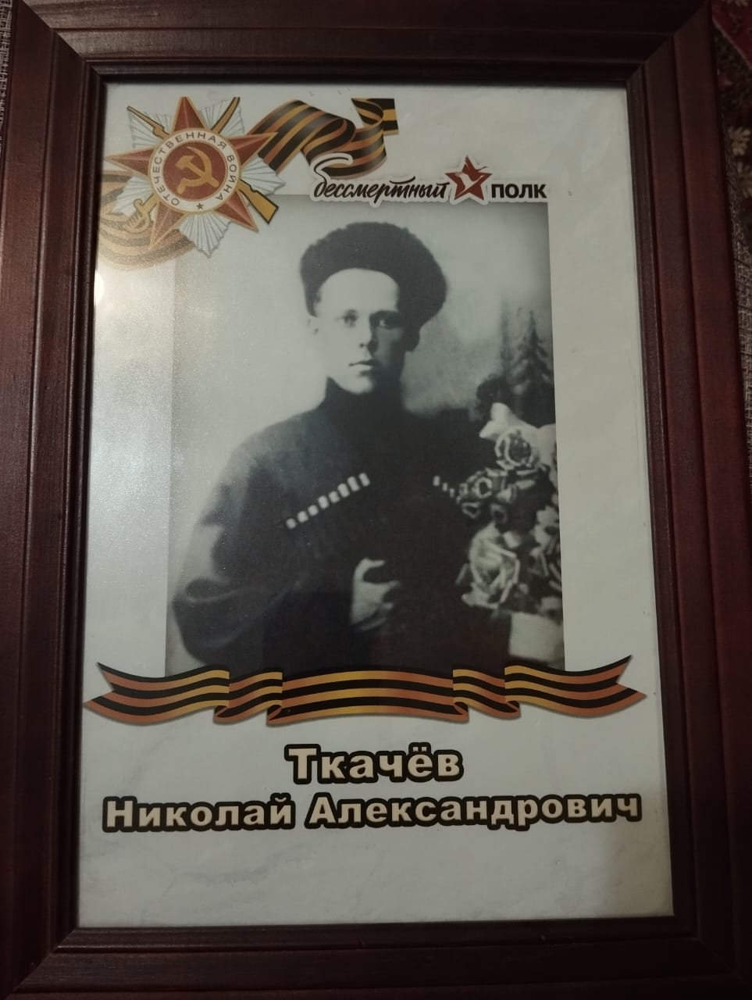 ОТЕЧЕСТВЕННАЯ ВОЙНА
бессмертный полк
Ткачёв
Николай Александрович